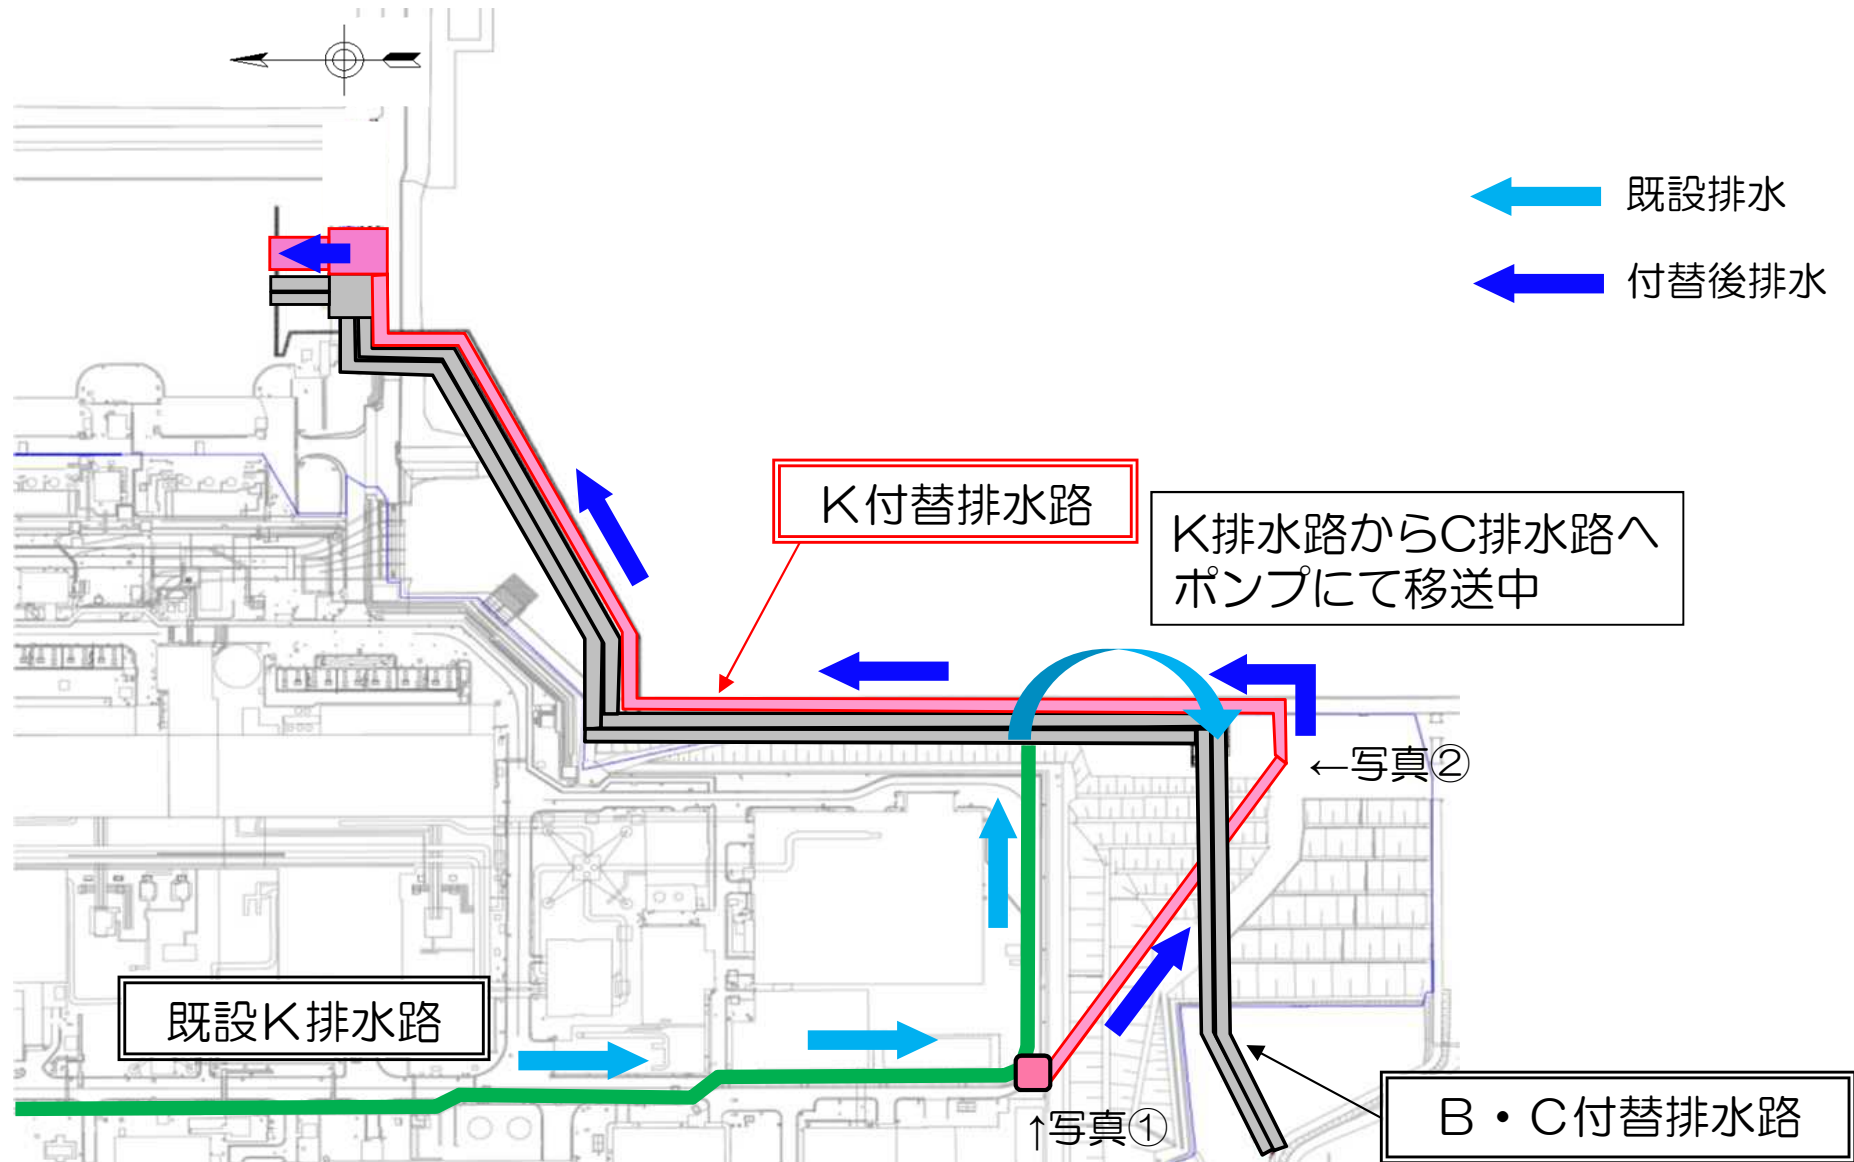 既設排水
付替後排水
K付替排水路
K排水路からC排水路へ
ポンプにて移送中
←写真②
既設K排水路
↑写真①
B・C付替排水路